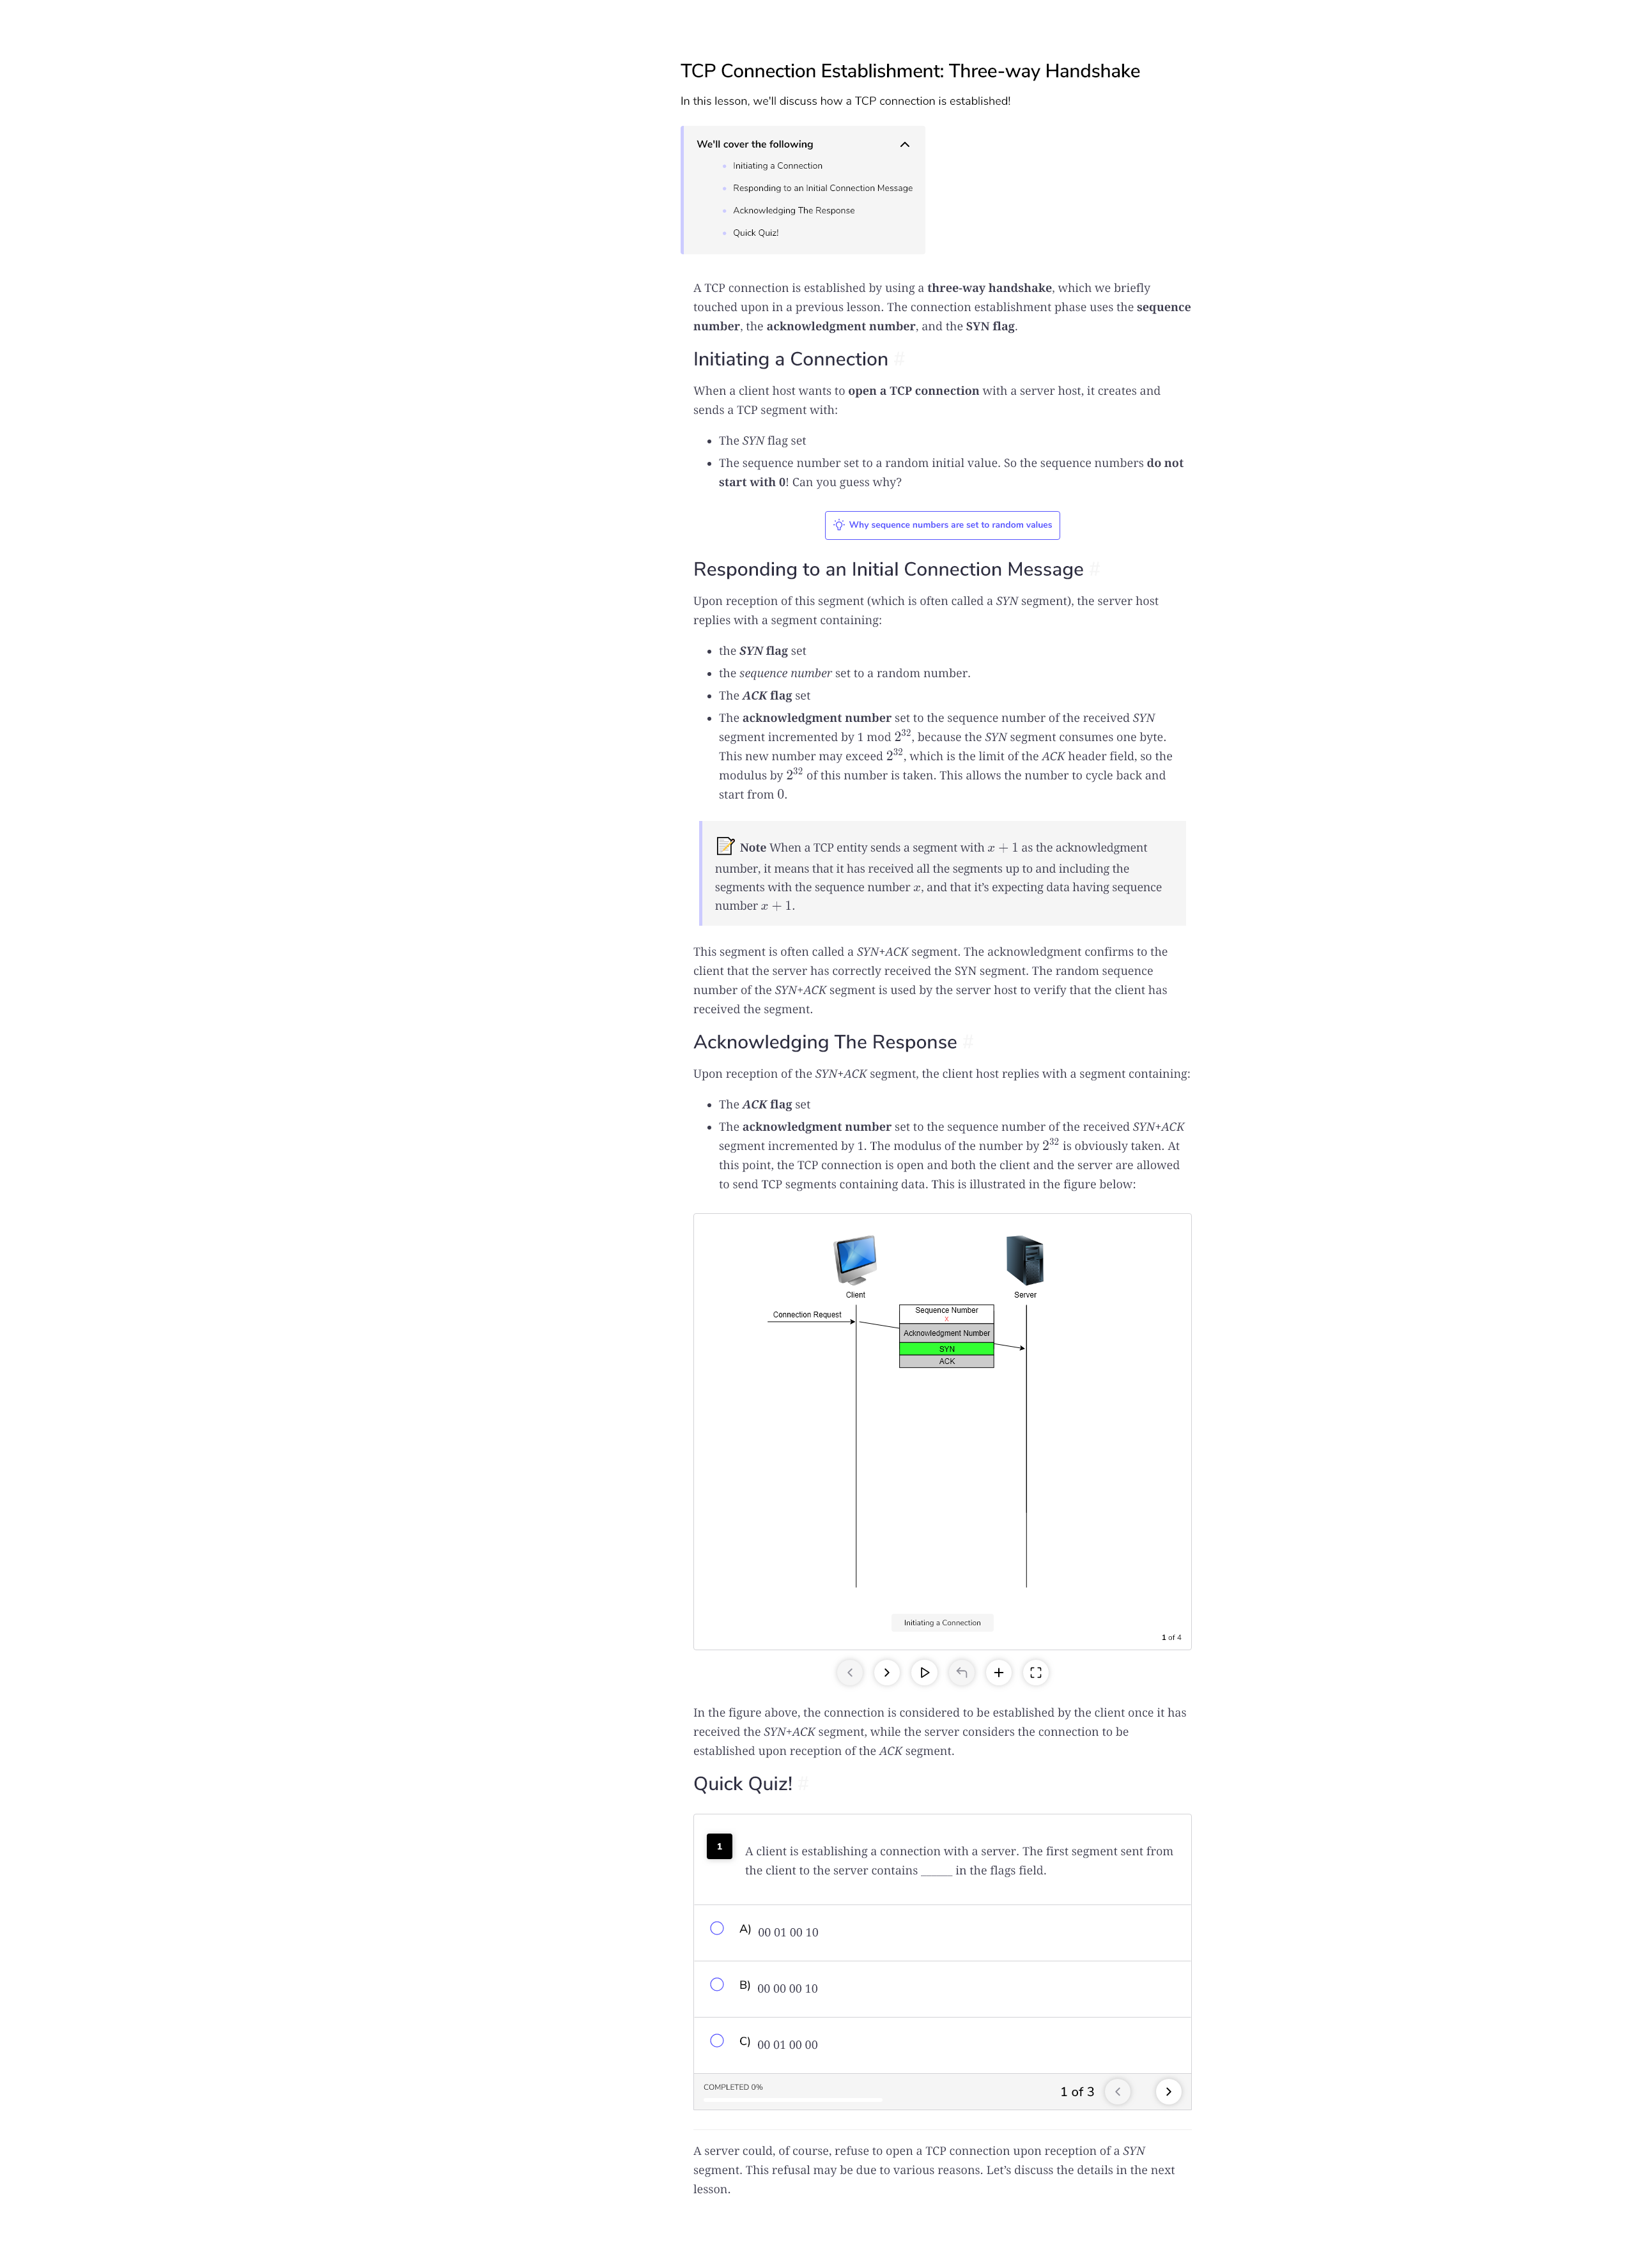 TCP Connection Establishment: Three-way Handshake
In this lesson, we'll discuss how a TCP connection is established!
We'll cover the following
Initiating a Connection
Responding to an Initial Connection Message
Acknowledging The Response
Quick Quiz!
A TCP connection is established by using a three-way handshake, which we briefly
touched upon in a previous lesson. The connection establishment phase uses the sequence
number, the acknowledgment number, and the SYN flag.
Initiating a Connection #
When a client host wants to open a TCP connection with a server host, it creates and
sends a TCP segment with:
• The SYN flag set
• The sequence number set to a random initial value. So the sequence numbers do not
start with 0! Can you guess why?
Why sequence numbers are set to random values
Responding to an Initial Connection Message #
Upon reception of this segment (which is often called a SYN segment), the server host
replies with a segment containing:
• the SYN flag set
• the sequence number set to a random number.
• The ACK flag set
• The acknowledgment number set to the sequence number of the received SYN
segment incremented by 1 mod 2^32, because the SYN segment consumes one byte.
This new number may exceed 2^32, which is the limit of the ACK header field, so the
modulus by 2^32 of this number is taken. This allows the number to cycle back and
start from 0.
Note When a TCP entity sends a segment with x + 1 as the acknowledgment
number, it means that it has received all the segments up to and including the
segments with the sequence number x, and that it’s expecting data having sequence
number x + 1.
This segment is often called a SYN+ACK segment. The acknowledgment confirms to the
client that the server has correctly received the SYN segment. The random sequence
number of the SYN+ACK segment is used by the server host to verify that the client has
received the segment.
Acknowledging The Response #
Upon reception of the SYN+ACK segment, the client host replies with a segment containing:
• The ACK flag set
• The acknowledgment number set to the sequence number of the received SYN+ACK
segment incremented by 1. The modulus of the number by 2^32 is obviously taken. At
this point, the TCP connection is open and both the client and the server are allowed
to send TCP segments containing data. This is illustrated in the figure below:
Client
Server
Connection Request
Sequence Number
x
Acknowledgment Number
SYN
ACK
Initiating a Connection
1 of 4
In the figure above, the connection is considered to be established by the client once it has
received the SYN+ACK segment, while the server considers the connection to be
established upon reception of the ACK segment.
Quick Quiz! #
1
A client is establishing a connection with a server. The first segment sent from
the client to the server contains _____ in the flags field.
A) 00 01 00 10
B) 00 00 00 10
C) 00 01 00 00
COMPLETED 0%
1 of 3
A server could, of course, refuse to open a TCP connection upon reception of a SYN
segment. This refusal may be due to various reasons. Let’s discuss the details in the next
lesson.